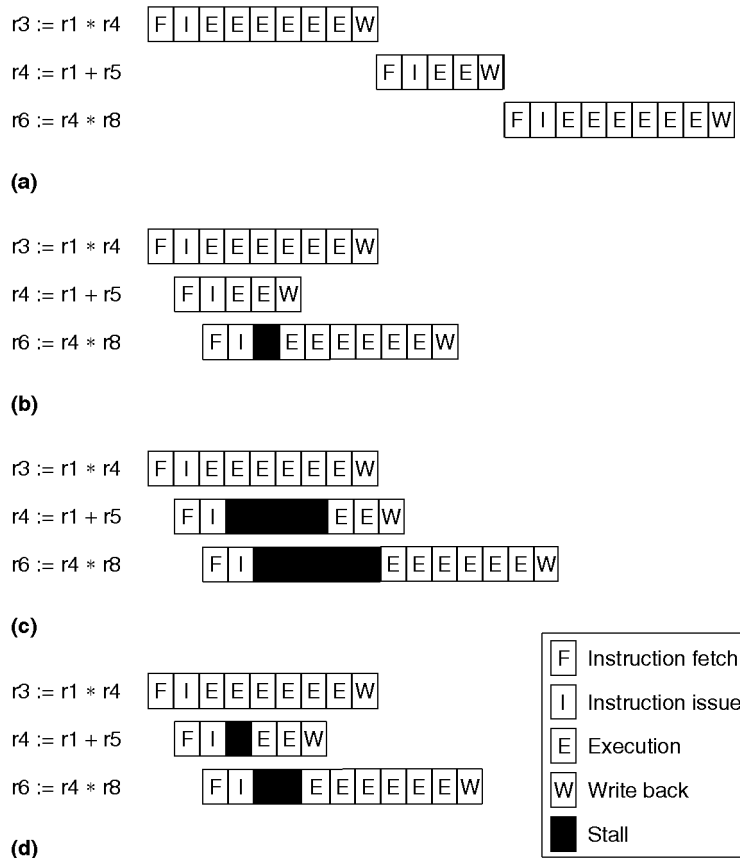 r3 := r1 * r4 F I E E E E E E W
r4 := r1 + r5 F I E E W
r6 := r4 * r8 F I E E E E E E W
(a)
r3 := r1 * r4 F I E E E E E E W
r4 := r1 + r5 F I E E W
r6 := r4 * r8 F I E E E E E E W
(b)
r3 := r1 * r4 F I E E E E E E W
r4 := r1 + r5 F I E E W
r6 := r4 * r8 F I E E E E E E W
(c)
r3 := r1 * r4 F I E E E E E E W
r4 := r1 + r5 F I E E W
r6 := r4 * r8 F I E E E E E E W
(d)
F Instruction fetch
I Instruction issue
E Execution
W Write back
Stall